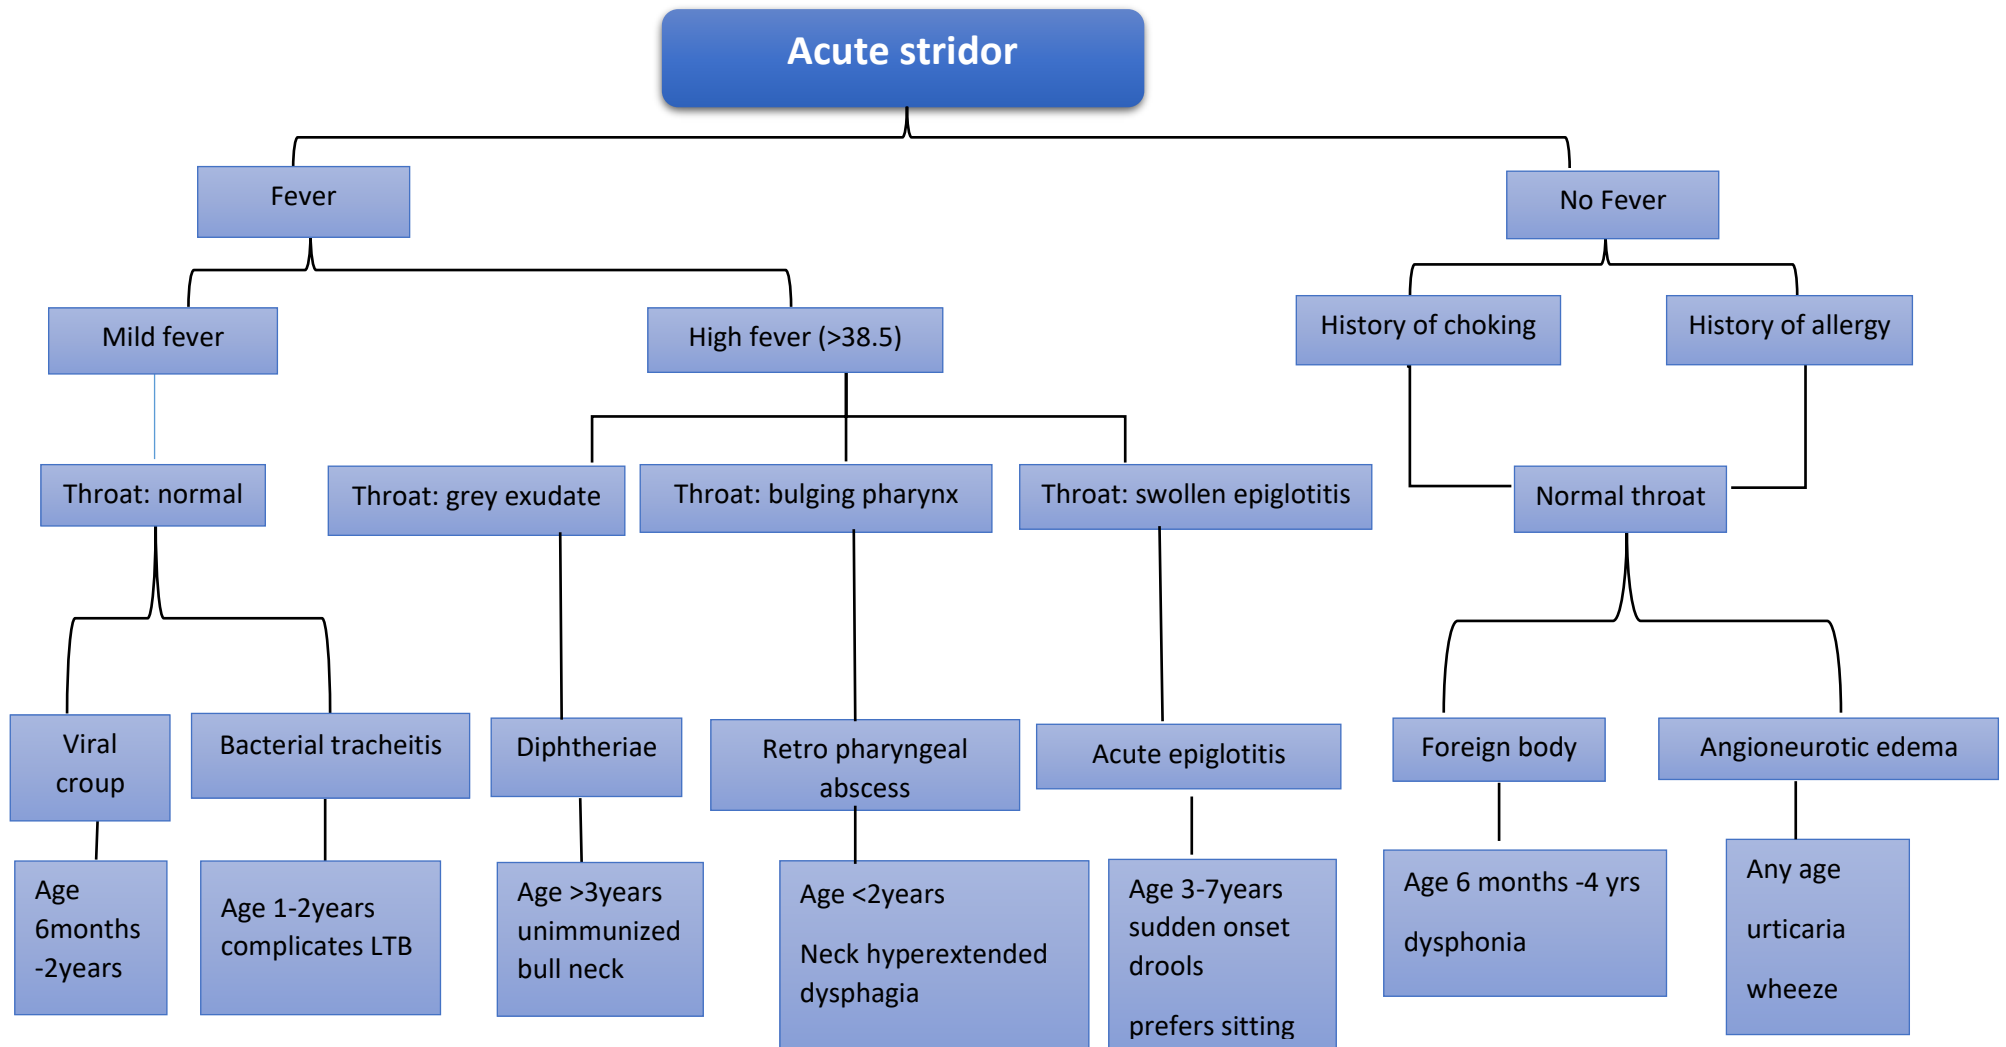 Acute stridor
Fever
No Fever
Mild fever
High fever (>38.5)
History of choking
History of allergy
Throat: normal
Throat: grey exudate
Throat: bulging pharynx
Throat: swollen epiglotitis
Normal throat
Viral
croup
Bacterial tracheitis
Diphtheriae
Retro pharyngeal
abscess
Acute epiglotitis
Foreign body
Angioneurotic edema
Age
6months
-2years
Age 1-2years
complicates LTB
Age >3years
unimmunized
bull neck
Age <2years
Neck hyperextended
dysphagia
Age 3-7years
sudden onset
drools
prefers sitting
Age 6 months -4 yrs
dysphonia
Any age
urticaria
wheeze